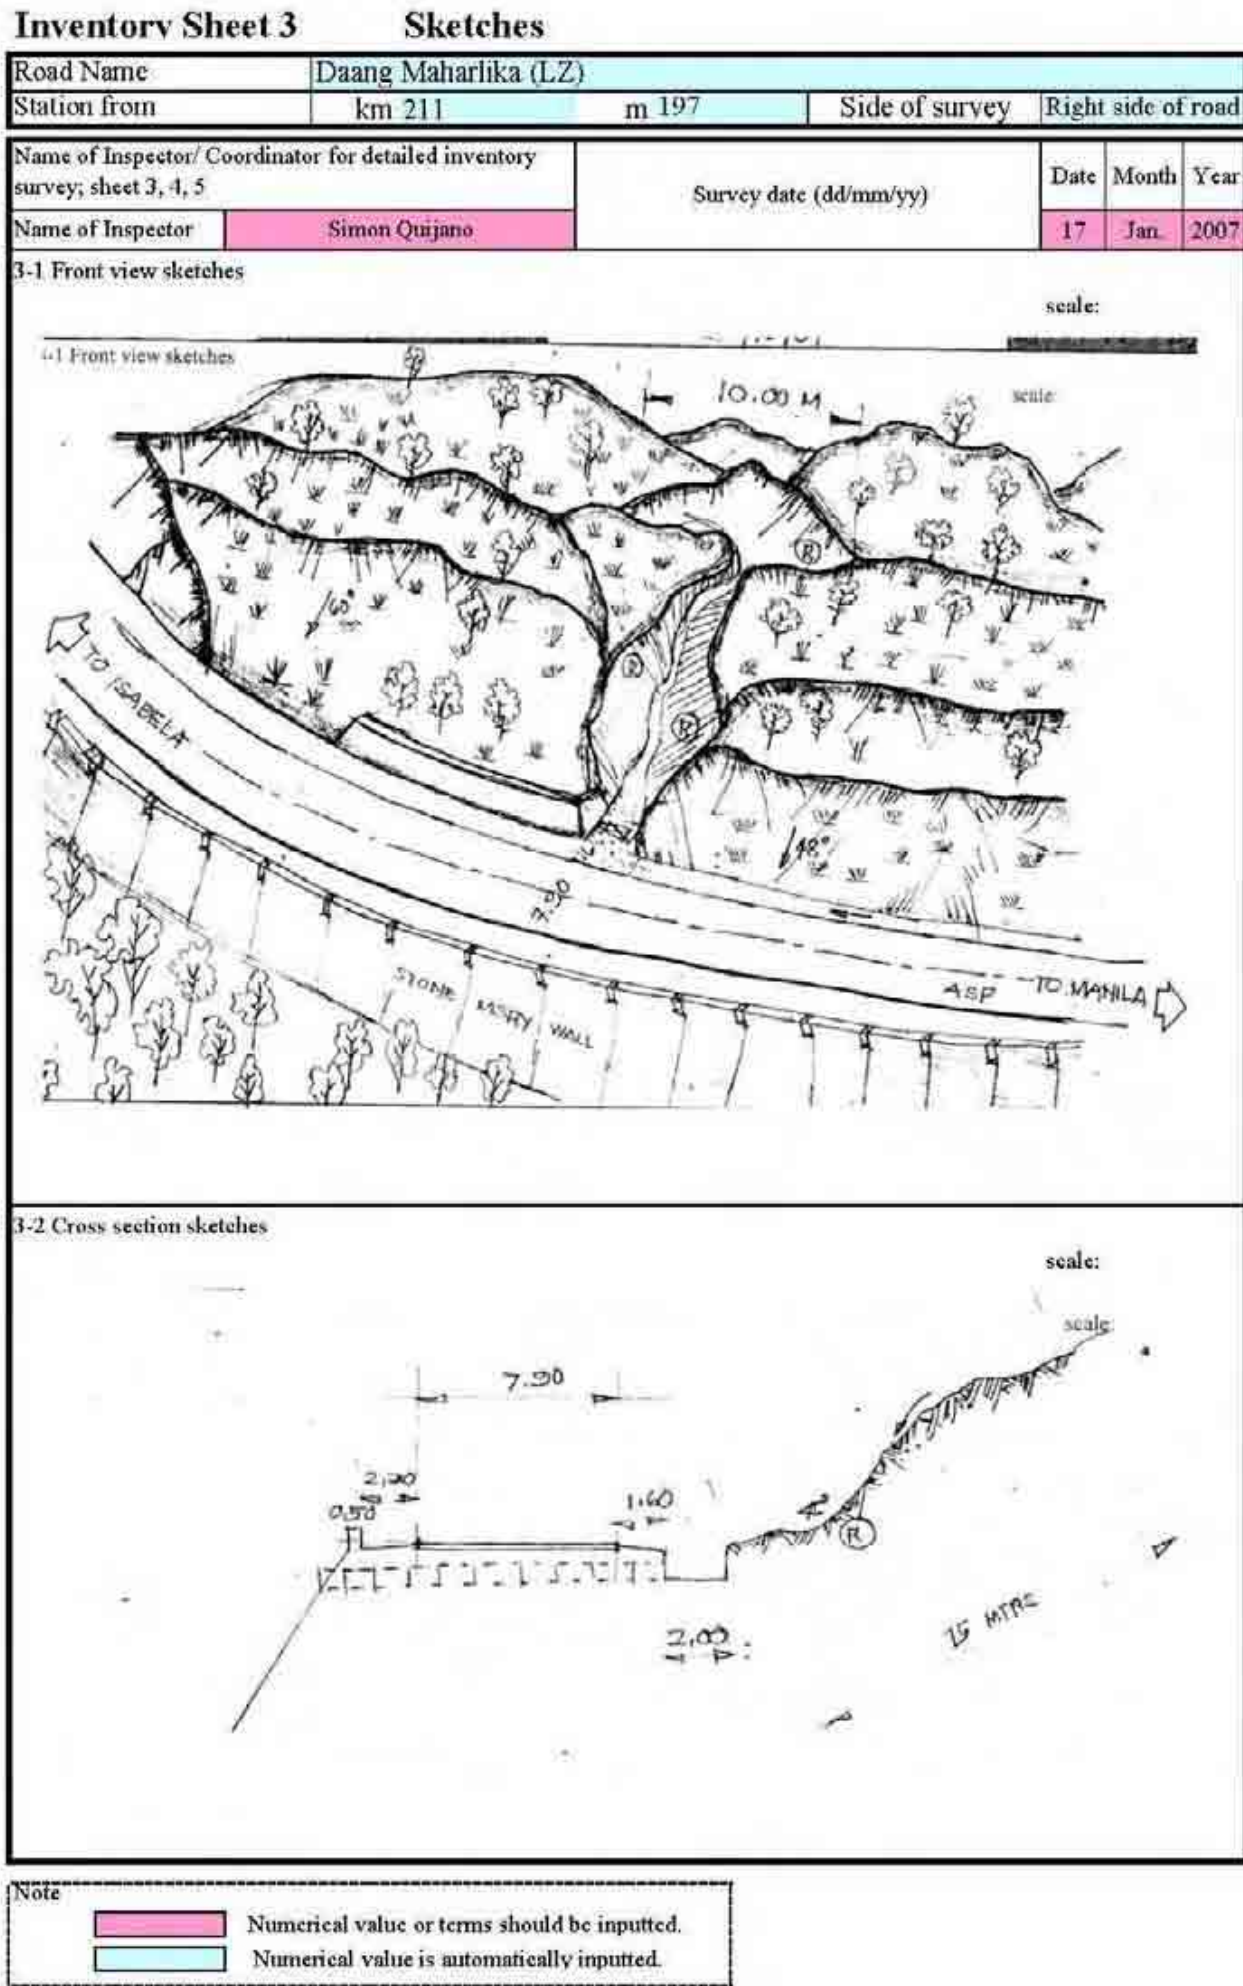 Inventory Sheet 3 Sketches
Road Name Daang Maharlika (LZ)
Station from km 211 m 197 Side of survey Right side of road
Name of Inspector/ Coordinator for detailed inventory
survey; sheet 3, 4, 5
Survey date (dd/mm/yy)
Date Month Year
Name of Inspector Simon Quijano
17 Jan. 2007
3-1 Front view sketches
scale:
-1 Front view sketches
10.00 M
scale
R
60°
TO ISABELA
R
R
48°
7.90
STONE MSRY WALL
ASP TO MANILA
3-2 Cross section sketches
scale:
scale
7.90
0.50
1.60
R
2.00
15 MTRS
Note
Numerical value or terms should be inputted.
Numerical value is automatically inputted.